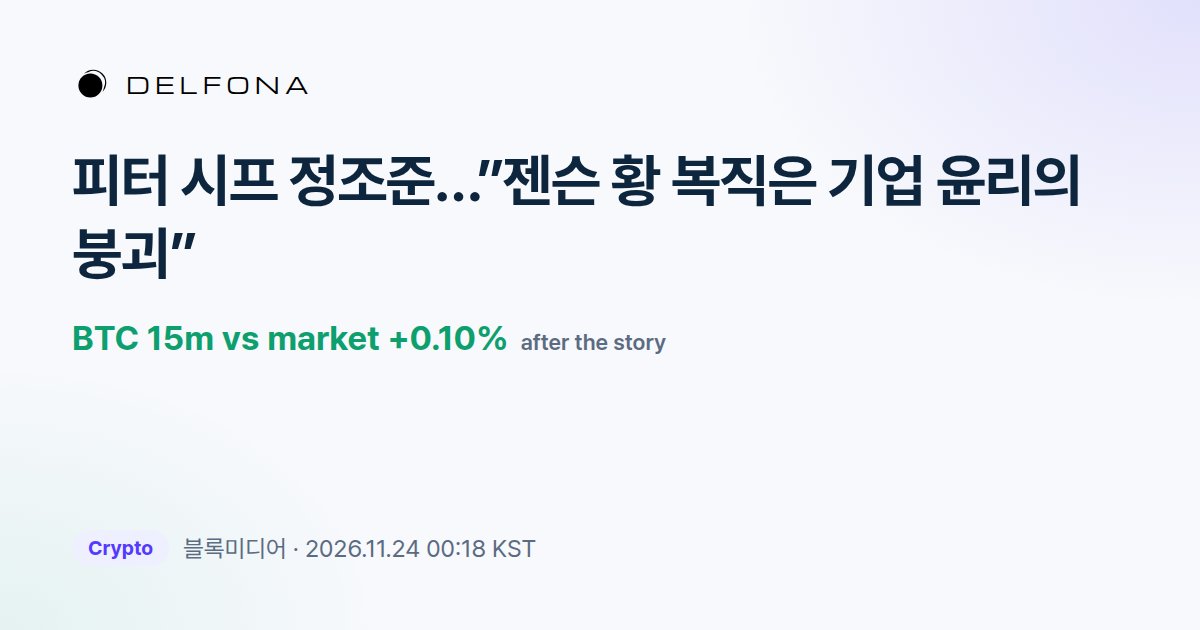 DELFONA
피터 시프 정조준…”젠슨 황 복직은 기업 윤리의
붕괴”
BTC 15m vs market +0.10% after the story
Crypto 블록미디어 · 2026.11.24 00:18 KST